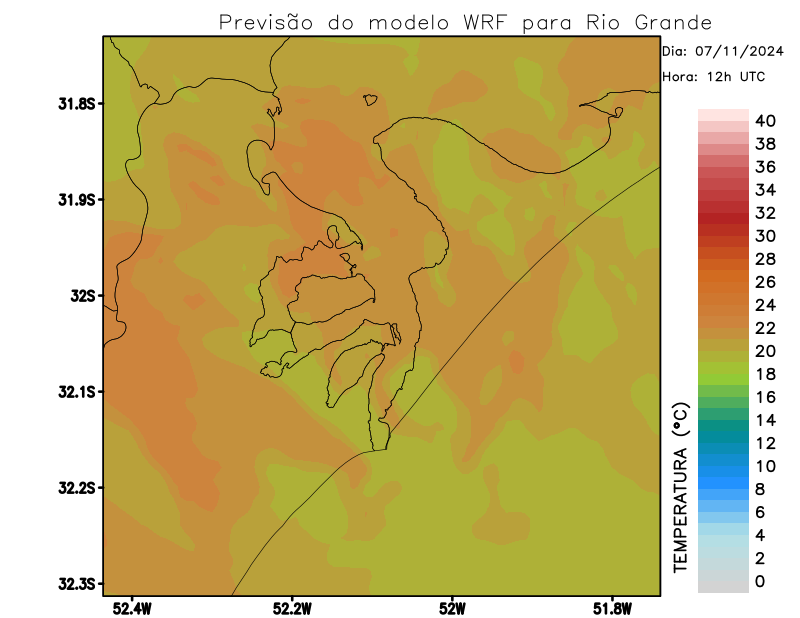 Previsão do modelo WRF para Rio Grande
Dia: 07/11/2024
Hora: 12h UTC
31.8S
31.9S
32S
32.1S
32.2S
32.3S
52.4W
52.2W
52W
51.8W
TEMPERATURA (°C)
40
38
36
34
32
30
28
26
24
22
20
18
16
14
12
10
8
6
4
2
0